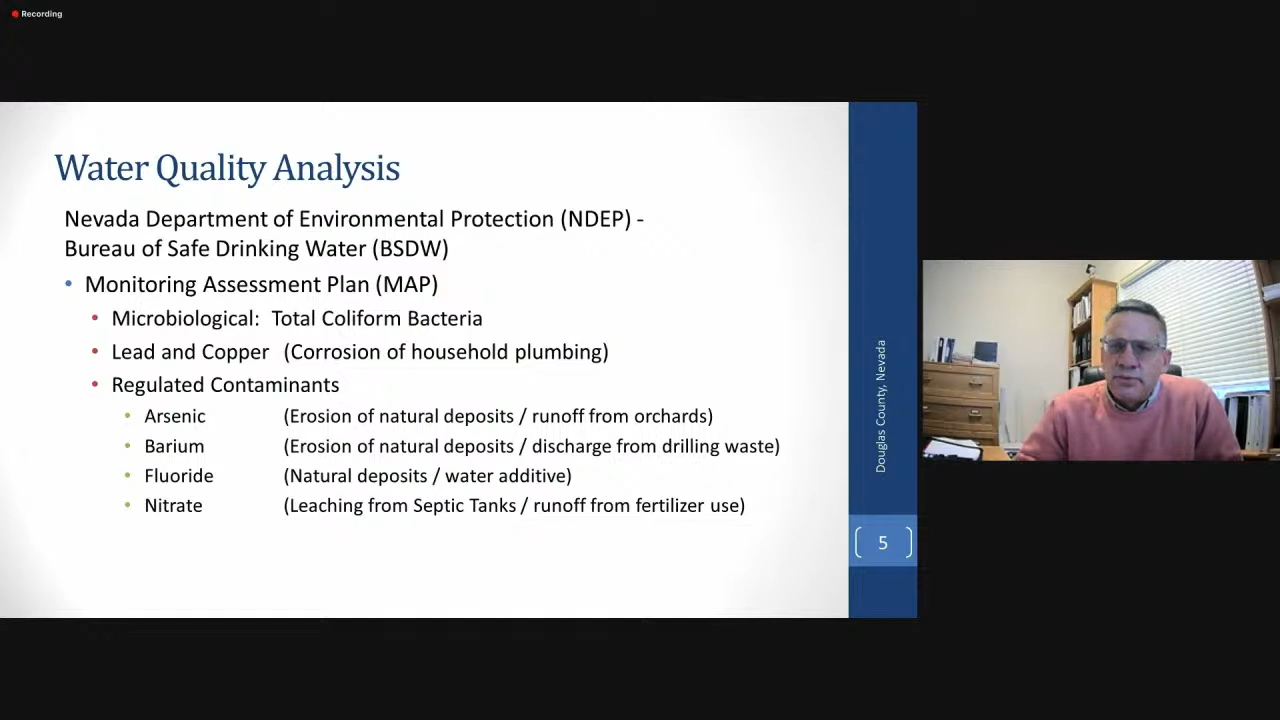 Recording
Water Quality Analysis
Nevada Department of Environmental Protection (NDEP) -
Bureau of Safe Drinking Water (BSDW)
• Monitoring Assessment Plan (MAP)
• Microbiological: Total Coliform Bacteria
• Lead and Copper (Corrosion of household plumbing)
• Regulated Contaminants
• Arsenic (Erosion of natural deposits / runoff from orchards)
• Barium (Erosion of natural deposits / discharge from drilling waste)
• Fluoride (Natural deposits / water additive)
• Nitrate (Leaching from Septic Tanks / runoff from fertilizer use)
Douglas County, Nevada
5